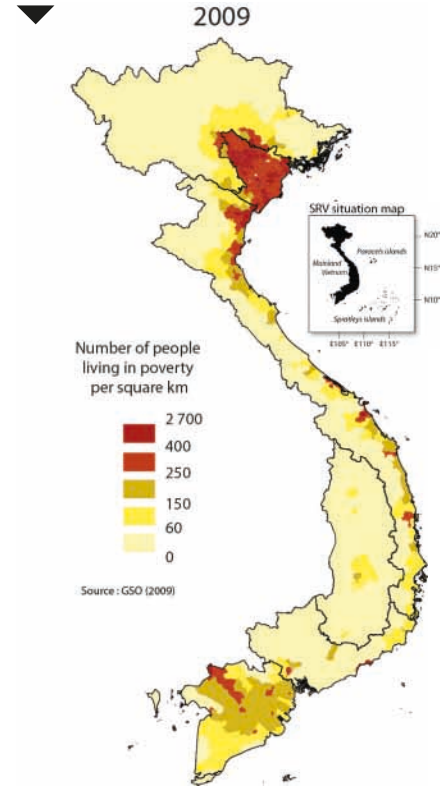 2009
SRV situation map
N20°
Paracels islands
Mainland
Vietnam
N15°
N10°
Spratleys islands
E105° E110° E115°
Number of people
living in poverty
per square km
2 700
400
250
150
60
0
Source : GSO (2009)